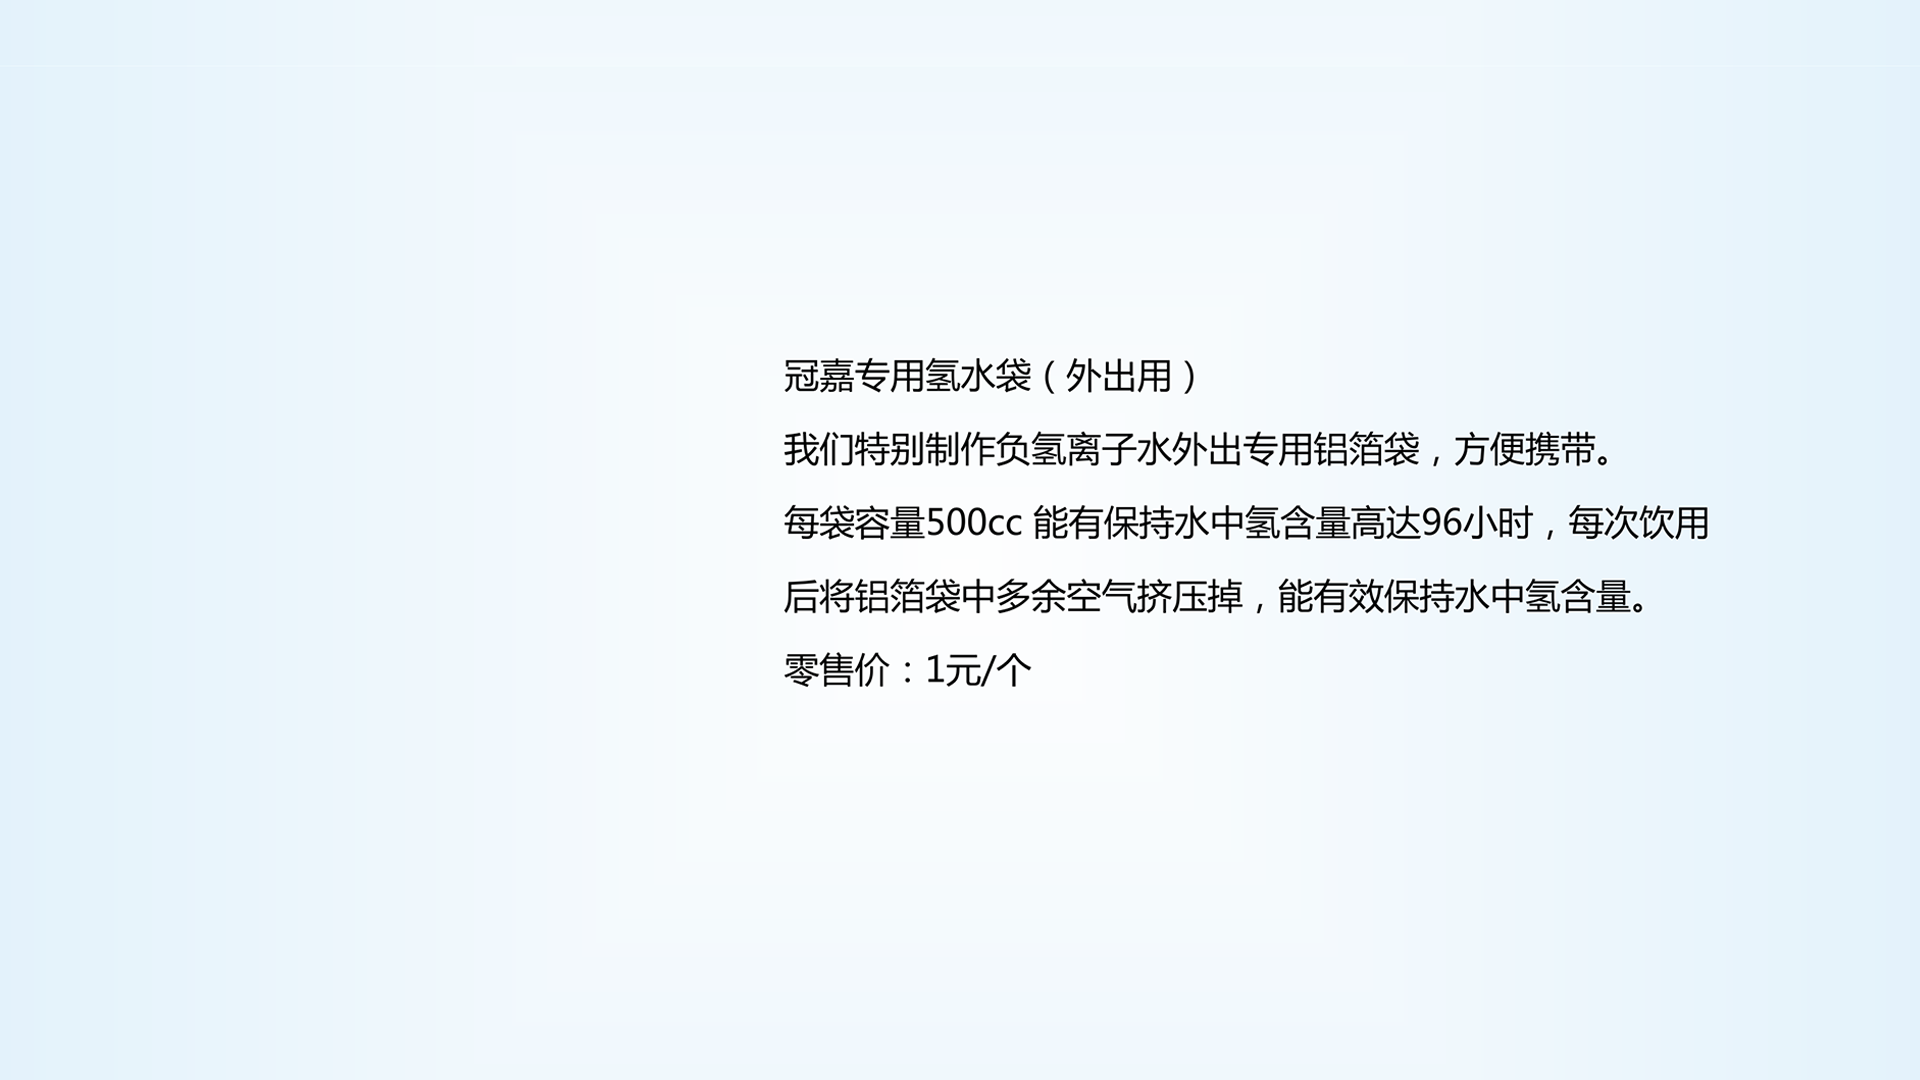 冠嘉专用氢水袋（外出用）
我们特别制作负氢离子水外出专用铝箔袋，方便携带。
每袋容量500cc 能有保持水中氢含量高达96小时，每次饮用
后将铝箔袋中多余空气挤压掉，能有效保持水中氢含量。
零售价：1元/个